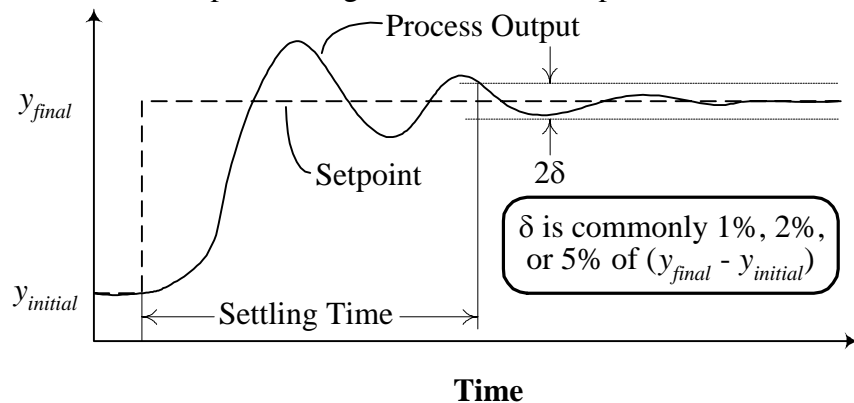 Process Output
y_final
Setpoint
2δ
δ is commonly 1%, 2%,
or 5% of (y_final - y_initial)
y_initial
Settling Time
Time